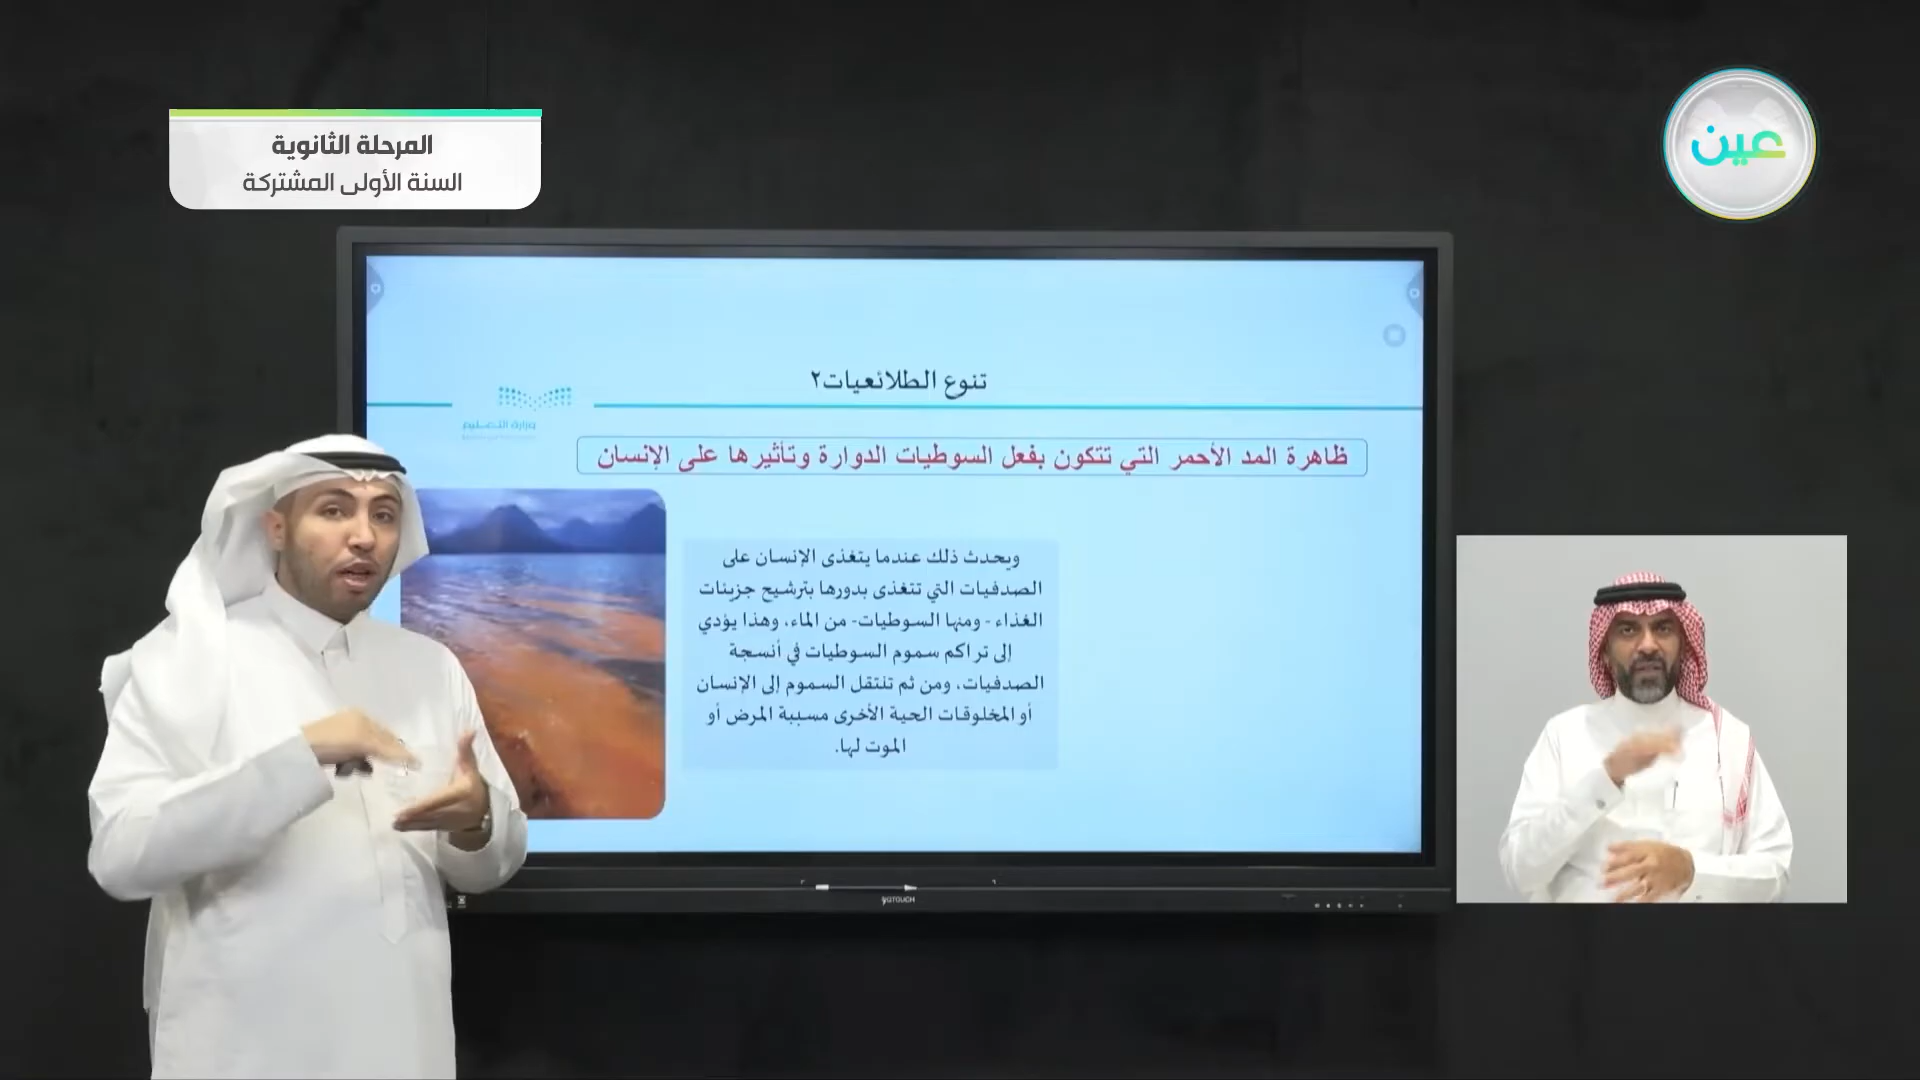 المرحلة الثانوية
السنة الأولى المشتركة
عين
تنوع الطلائعيات٢
وزارة التعليم
ظاهرة المد الأحمر التي تتكون بفعل السوطيات الدوارة وتأثيرها على الإنسان
ويحدث ذلك عندما يتغذى الإنسان على
الصدفيات التي تتغذى بدورها بترشيح جزيئات
الغذاء - ومنها السوطيات- من الماء، وهذا يؤدي
إلى تراكم سموم السوطيات في أنسجة
الصدفيات، ومن ثم تنتقل السموم إلى الإنسان
أو المخلوقات الحية الأخرى مسببة المرض أو
الموت لها.